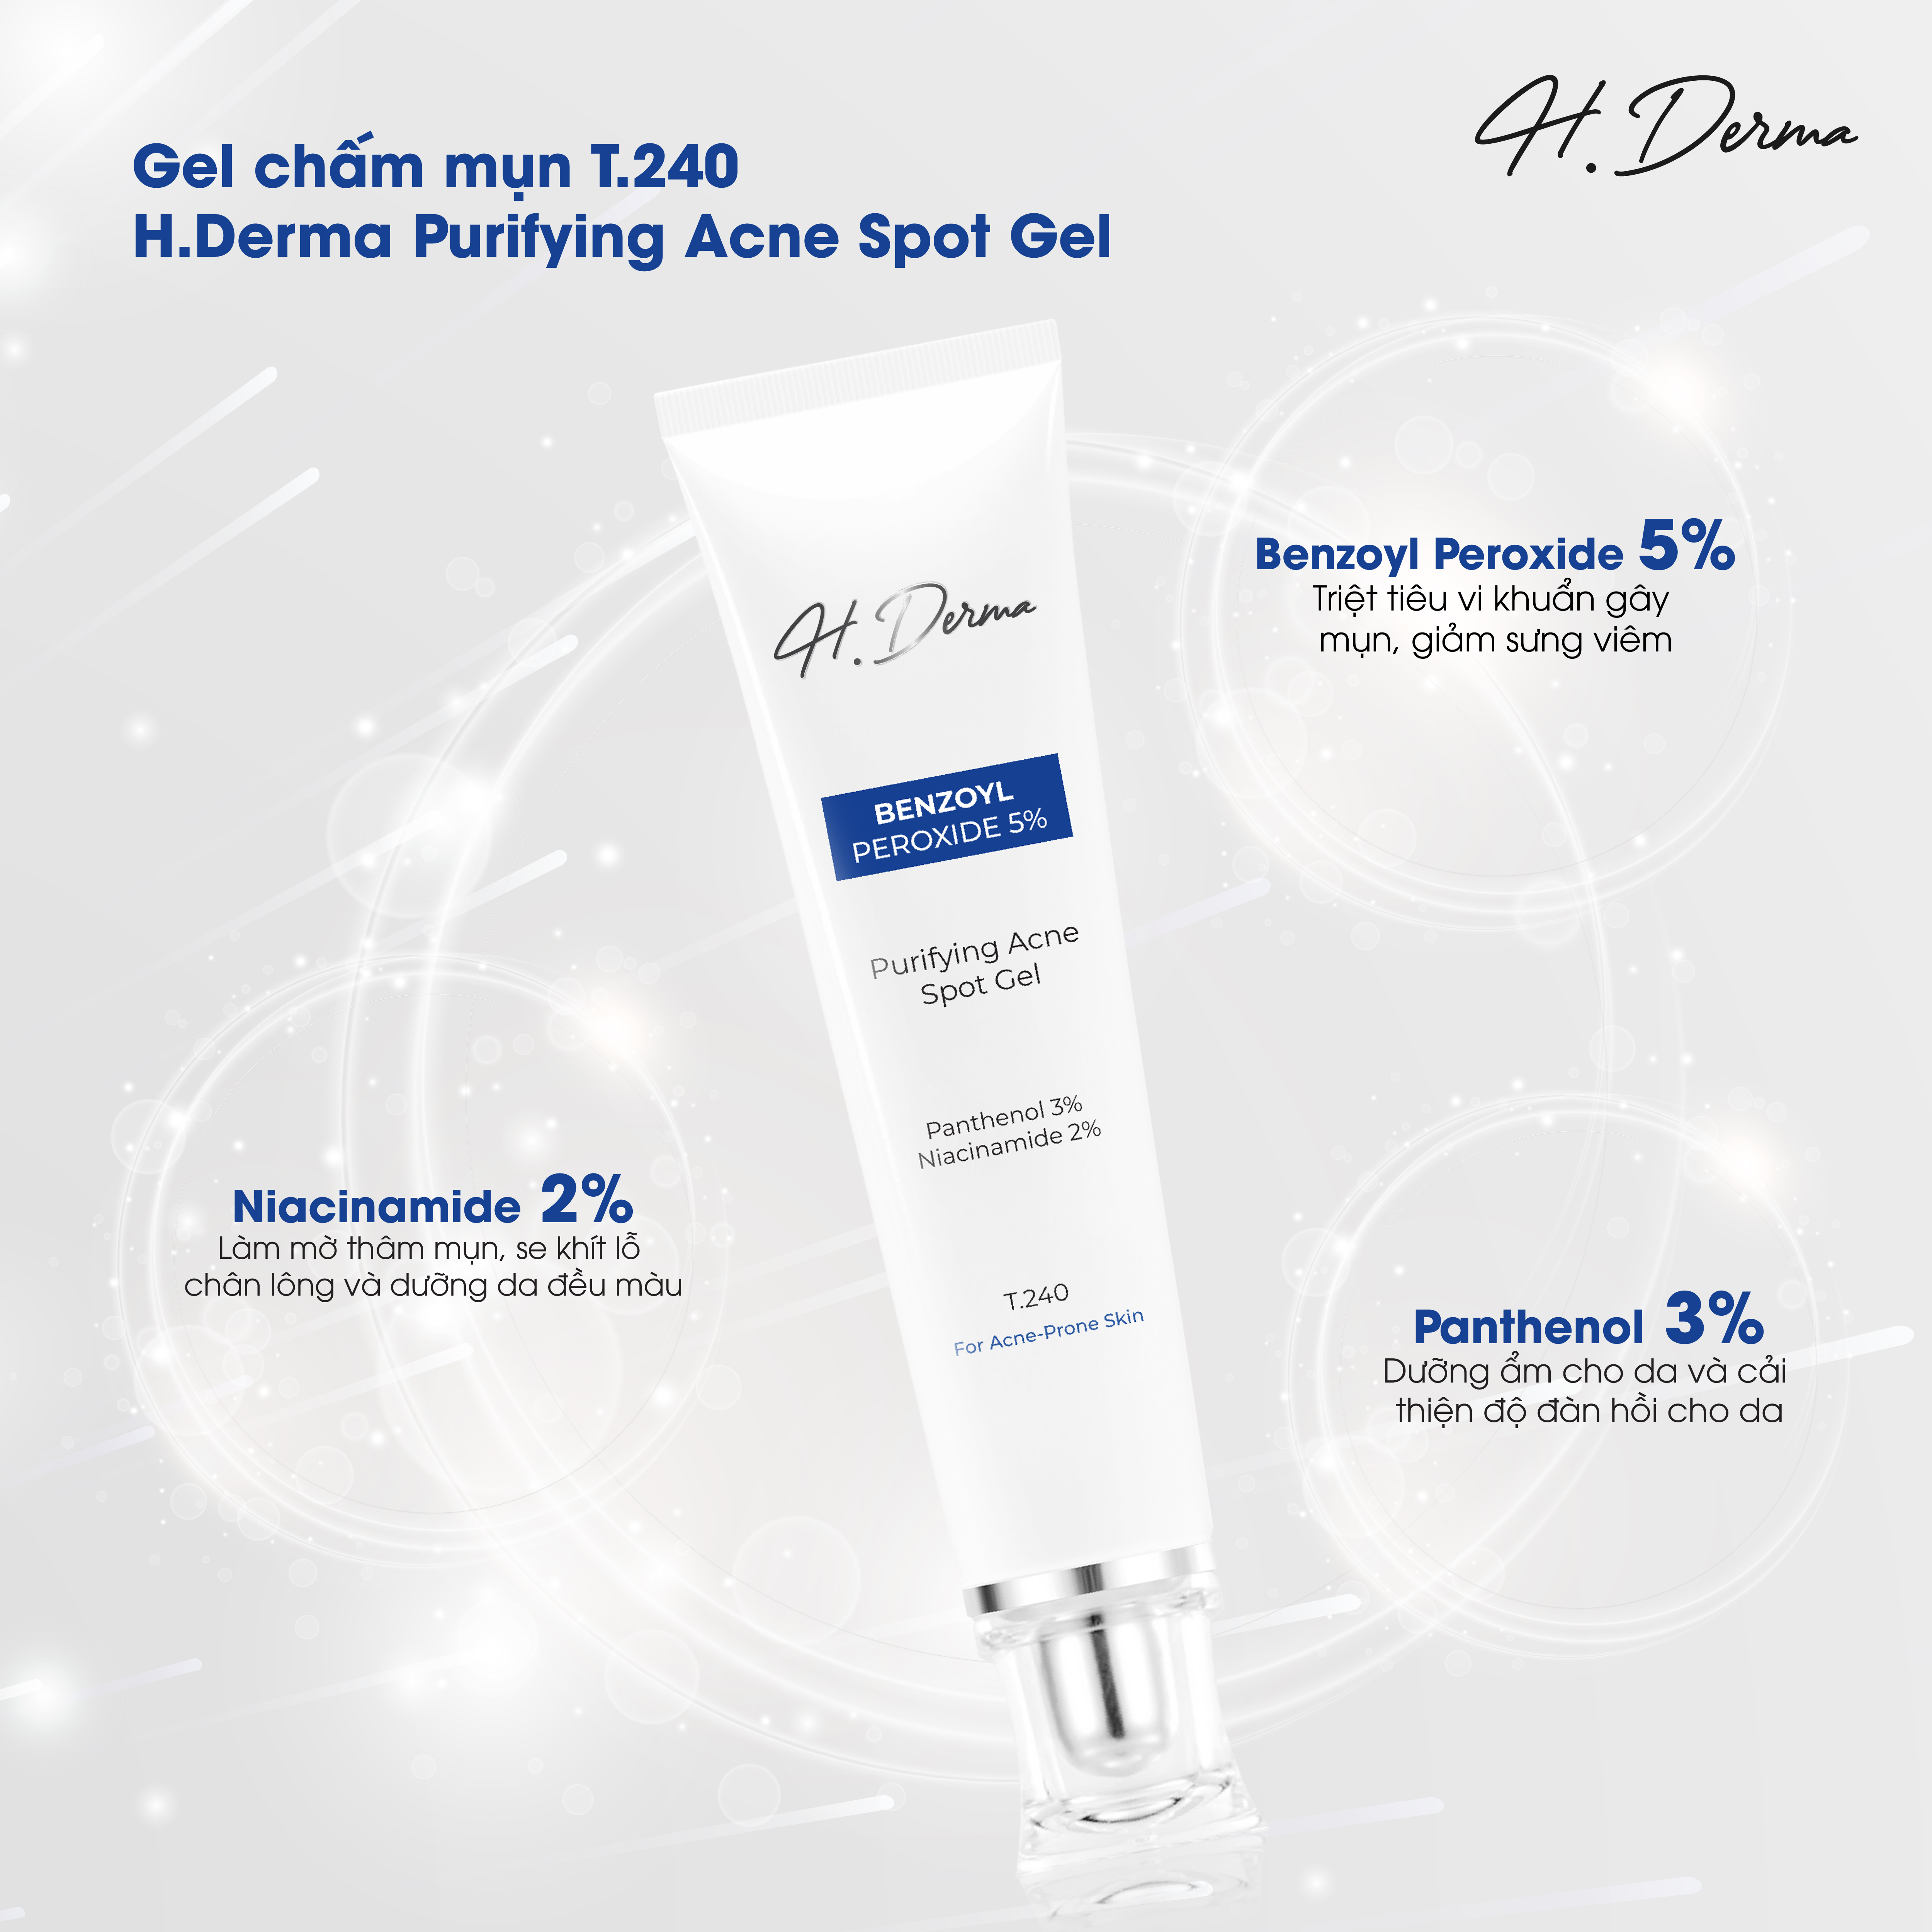 H. Derma
Gel chấm mụn T.240
H.Derma Purifying Acne Spot Gel
H. Derma
BENZOYL
PEROXIDE 5%
Purifying Acne
Spot Gel
Panthenol 3%
Niacinamide 2%
T.240
For Acne-Prone Skin
Benzoyl Peroxide 5%
Triệt tiêu vi khuẩn gây
mụn, giảm sưng viêm
Niacinamide 2%
Làm mờ thâm mụn, se khít lỗ
chân lông và dưỡng da đều màu
Panthenol 3%
Dưỡng ẩm cho da và cải
thiện độ đàn hồi cho da